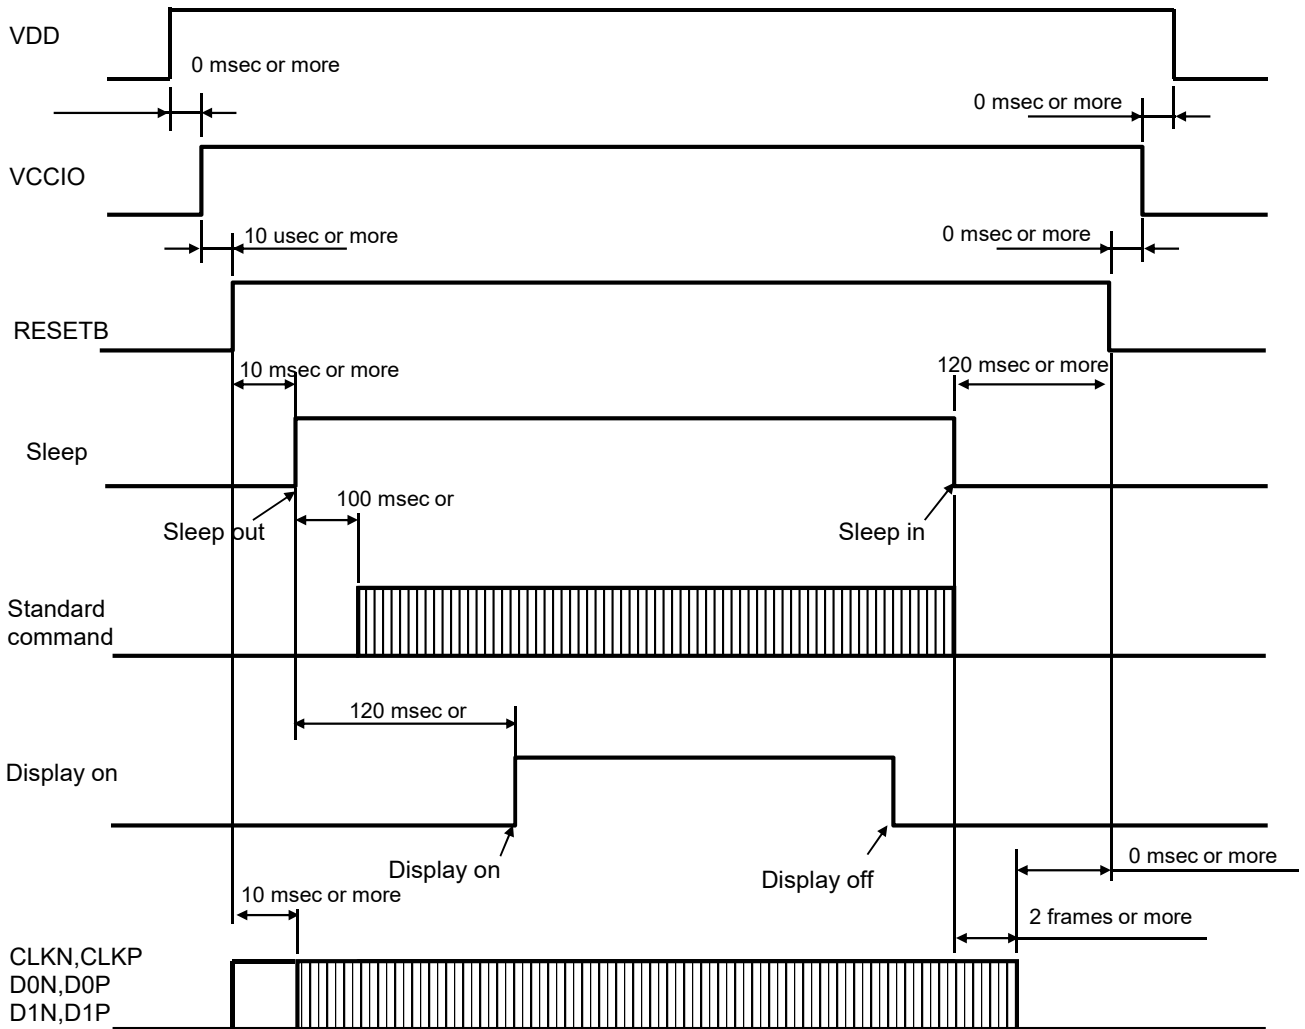 VDD
0 msec or more
0 msec or more
VCCIO
10 usec or more
0 msec or more
RESETB
10 msec or more
120 msec or more
Sleep
100 msec or
Sleep out
Sleep in
Standard
command
120 msec or
Display on
Display on
Display off
0 msec or more
10 msec or more
2 frames or more
CLKN,CLKP
D0N,D0P
D1N,D1P